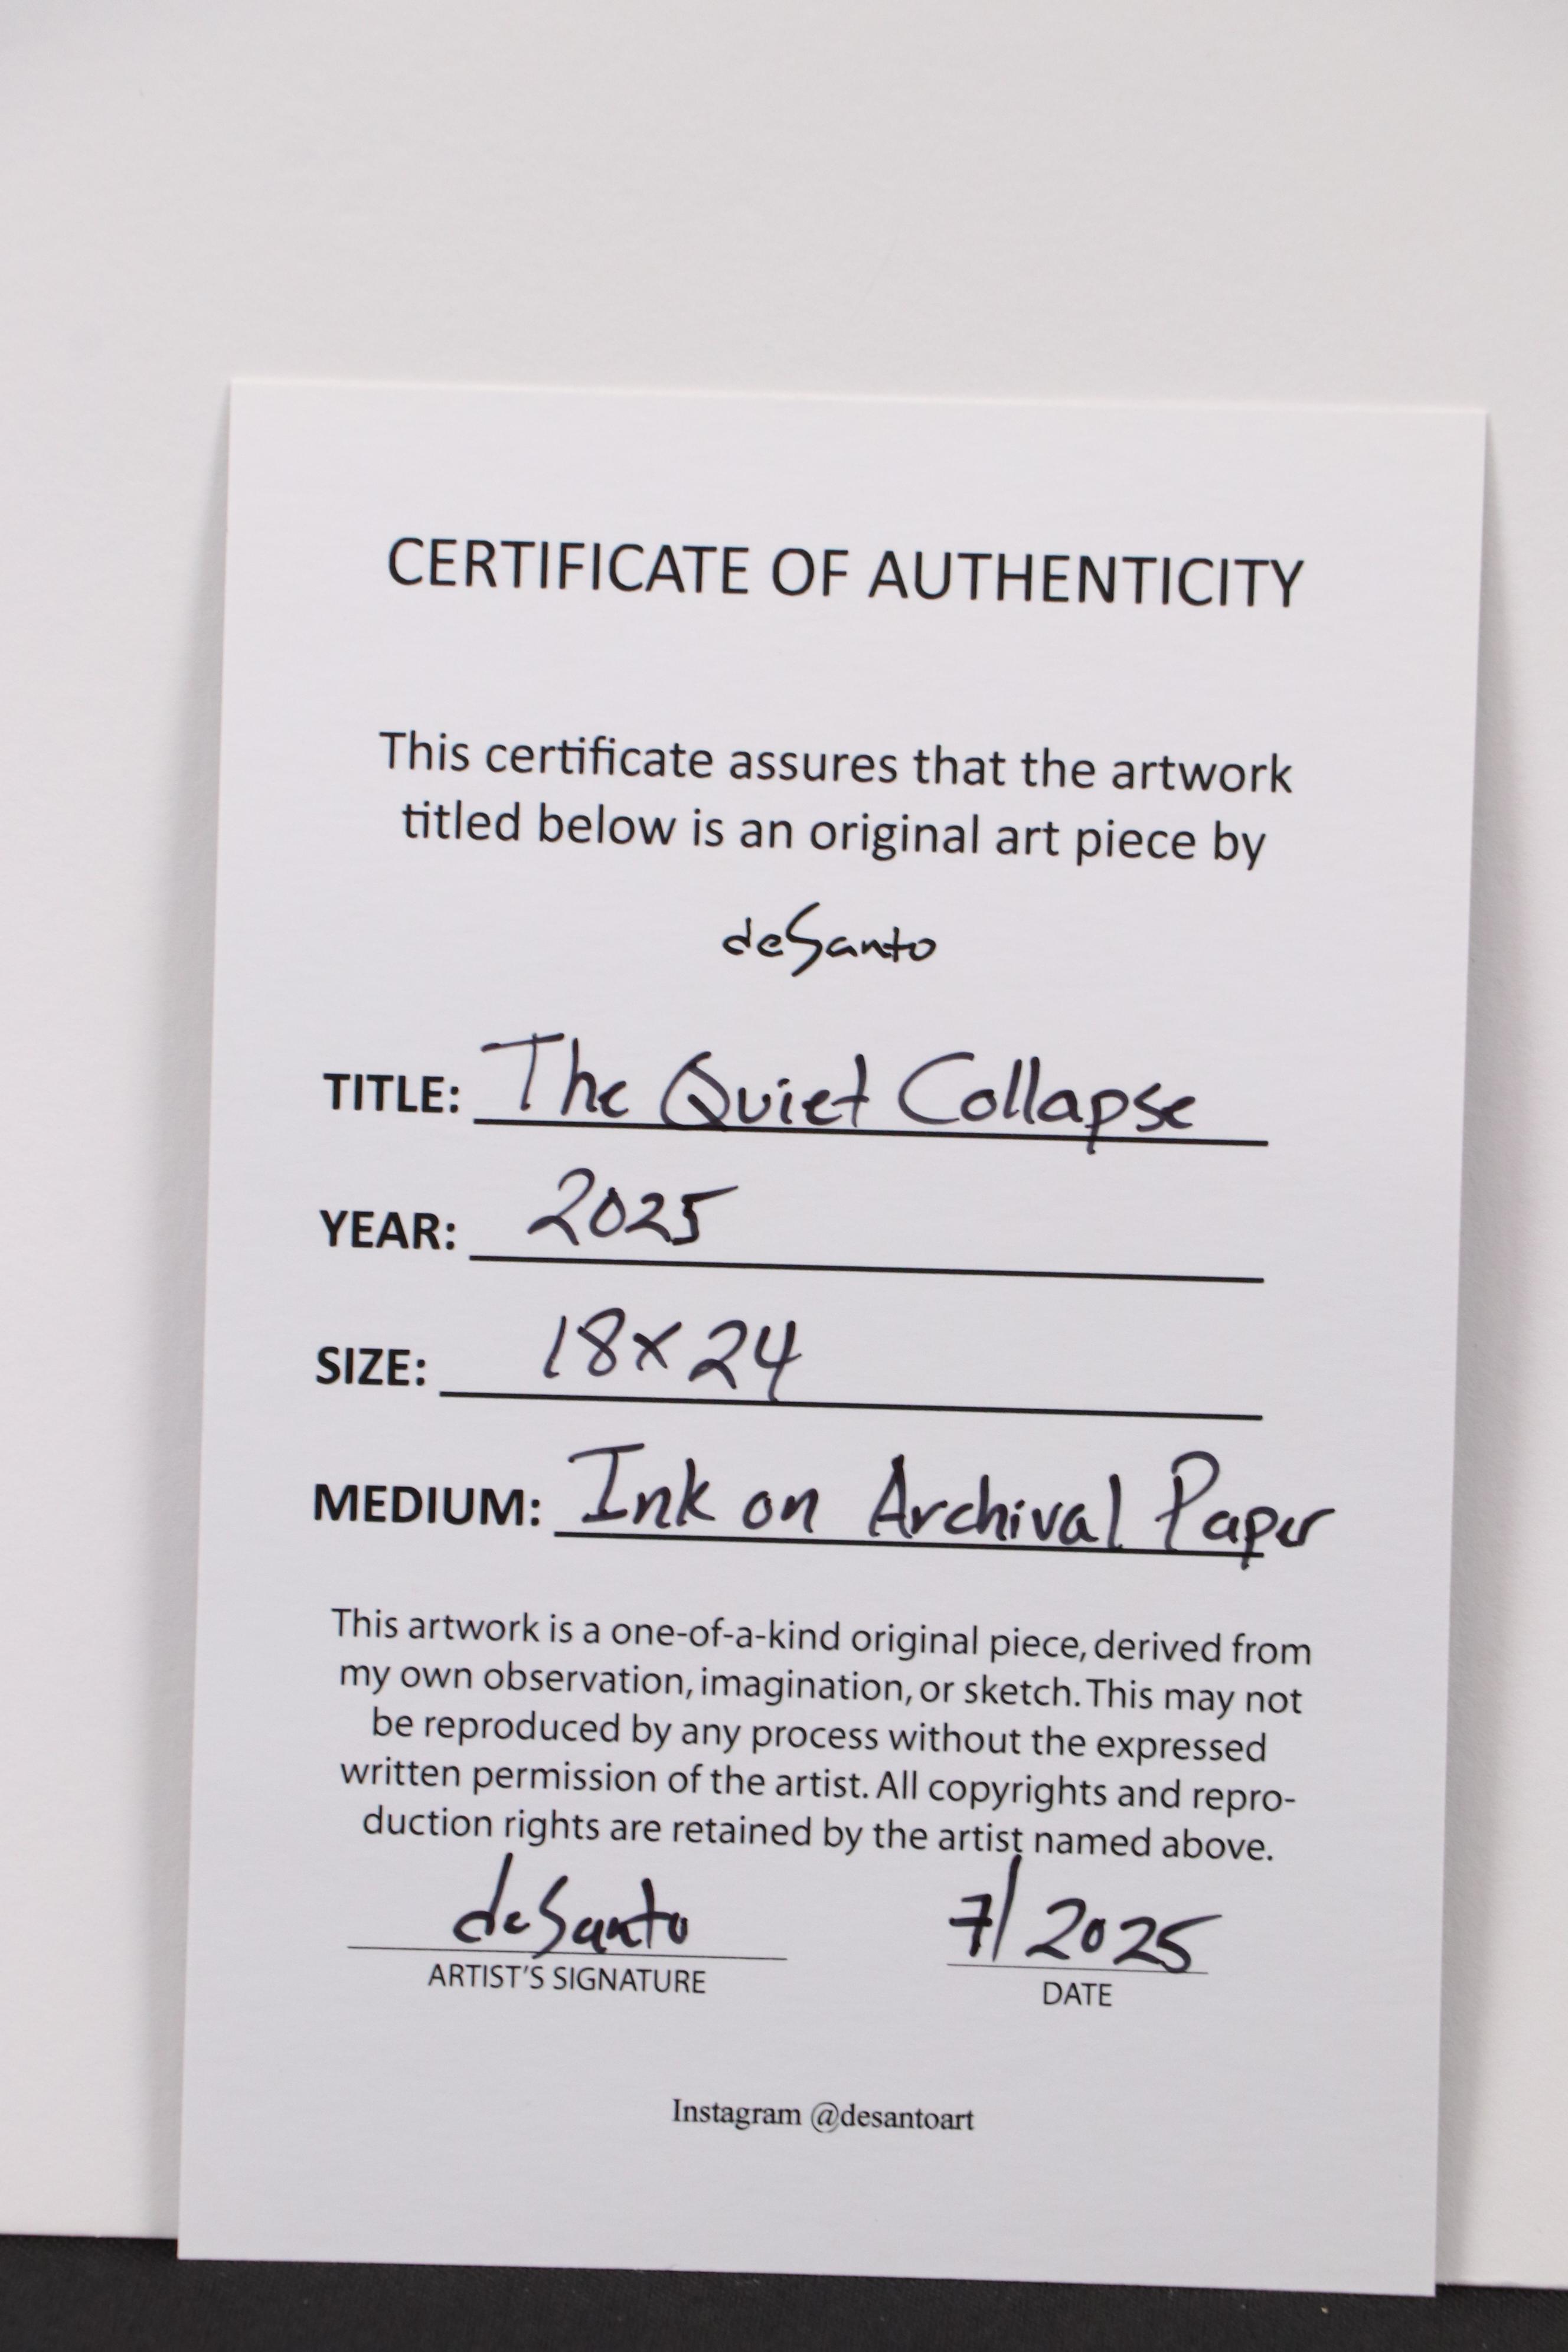 CERTIFICATE OF AUTHENTICITY
This certificate assures that the artwork
titled below is an original art piece by
deSanto
TITLE: The Quiet Collapse
YEAR: 2025
SIZE: 18x24
MEDIUM: Ink on Archival Paper
This artwork is a one-of-a-kind original piece, derived from
my own observation, imagination, or sketch. This may not
be reproduced by any process without the expressed
written permission of the artist. All copyrights and repro-
duction rights are retained by the artist named above.
deSanto 7/2025
ARTIST'S SIGNATURE DATE
Instagram @desantoart